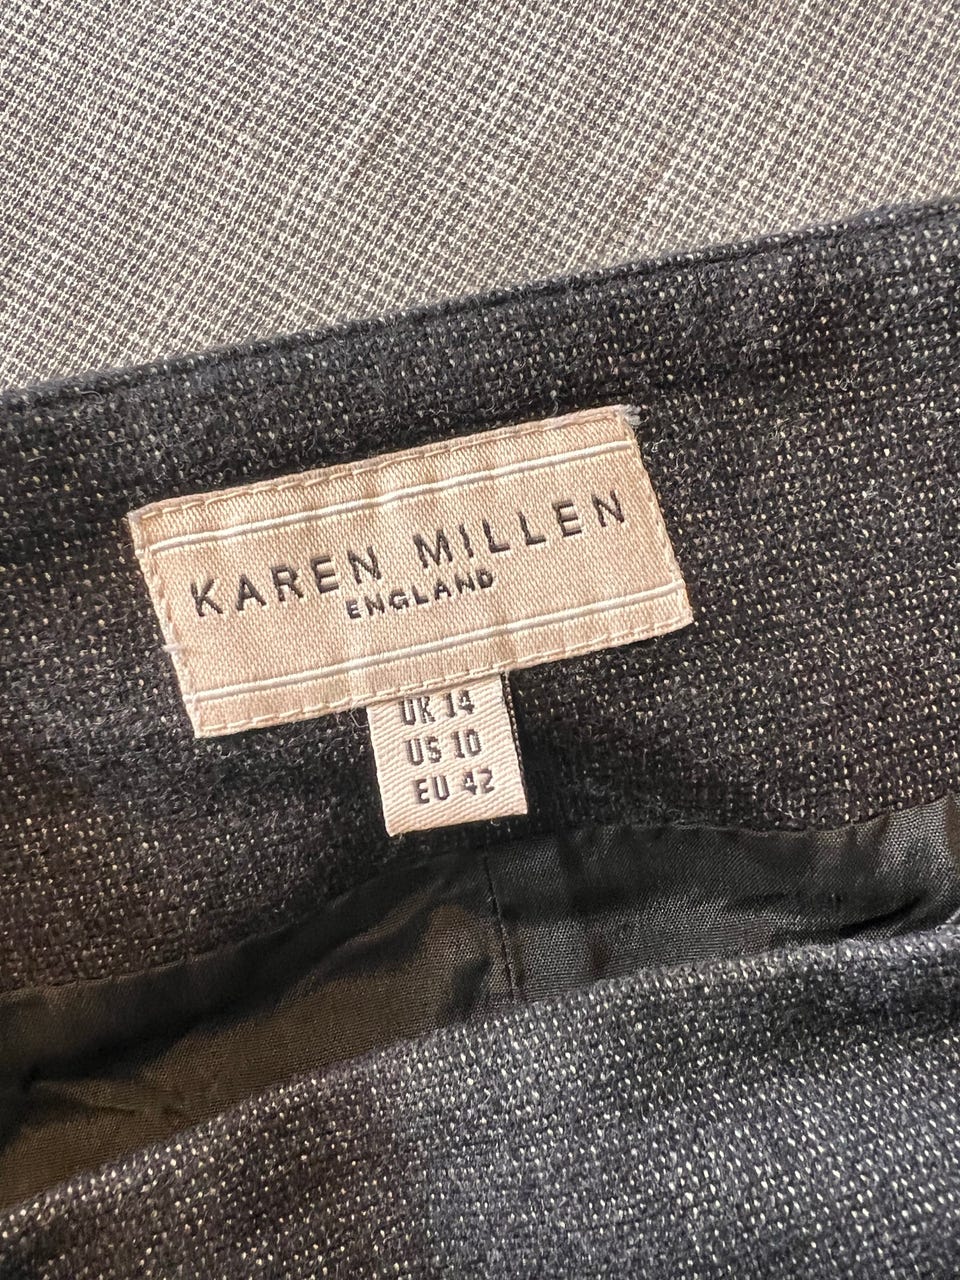 KAREN MILLEN
ENGLAND
UK 14
US 10
EU 42